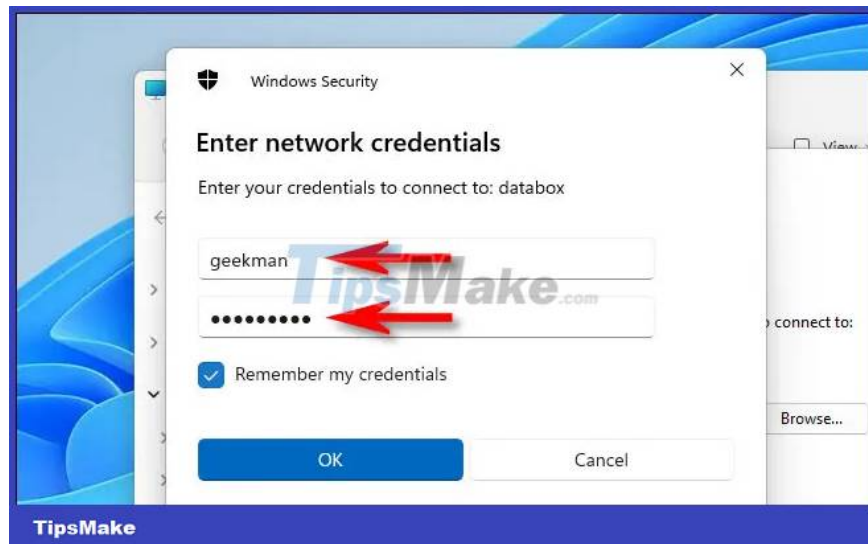 Windows Security
View
Enter network credentials
Enter your credentials to connect to: databox
geekman
TipsMake.com
•••••••••
connect to:
Remember my credentials
Browse...
OK
Cancel
TipsMake